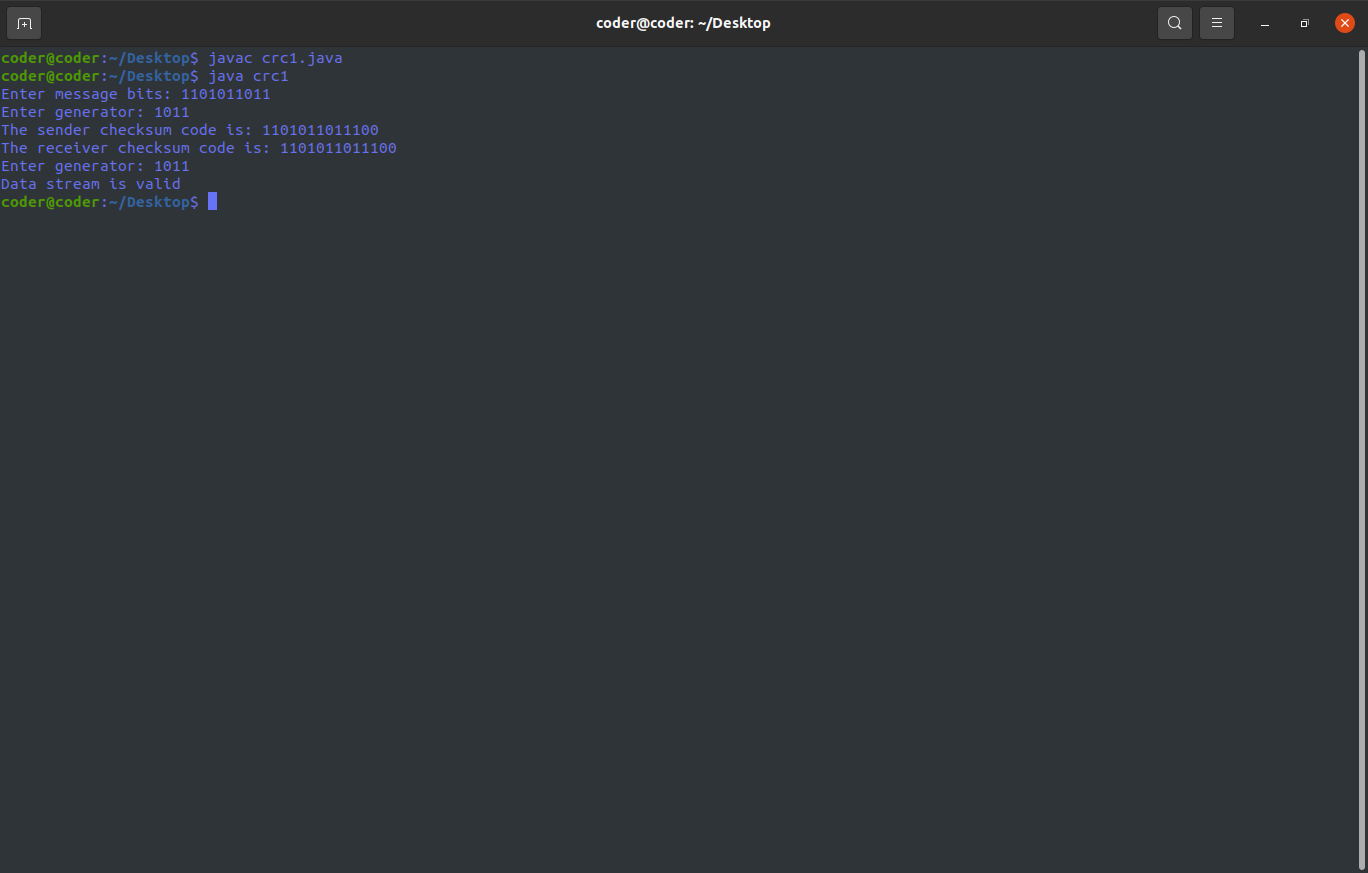 coder@coder: ~/Desktop
coder@coder:~/Desktop$ javac crc1.java
coder@coder:~/Desktop$ java crc1
Enter message bits: 1101011011
Enter generator: 1011
The sender checksum code is: 1101011011100
The receiver checksum code is: 1101011011100
Enter generator: 1011
Data stream is valid
coder@coder:~/Desktop$